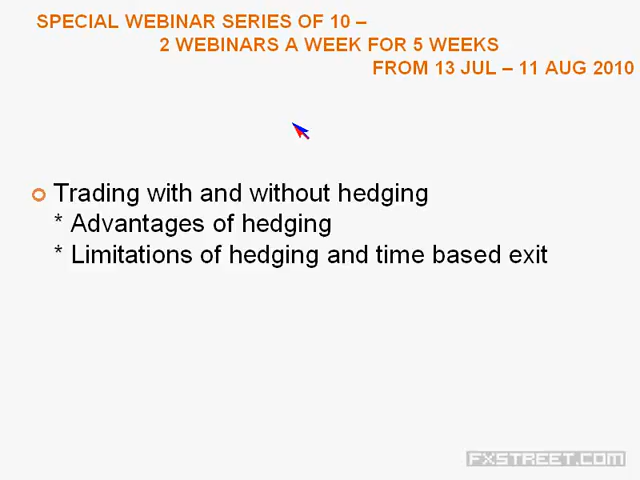 SPECIAL WEBINAR SERIES OF 10 –
2 WEBINARS A WEEK FOR 5 WEEKS
FROM 13 JUL – 11 AUG 2010
Trading with and without hedging
* Advantages of hedging
* Limitations of hedging and time based exit
FXSTREET.COM